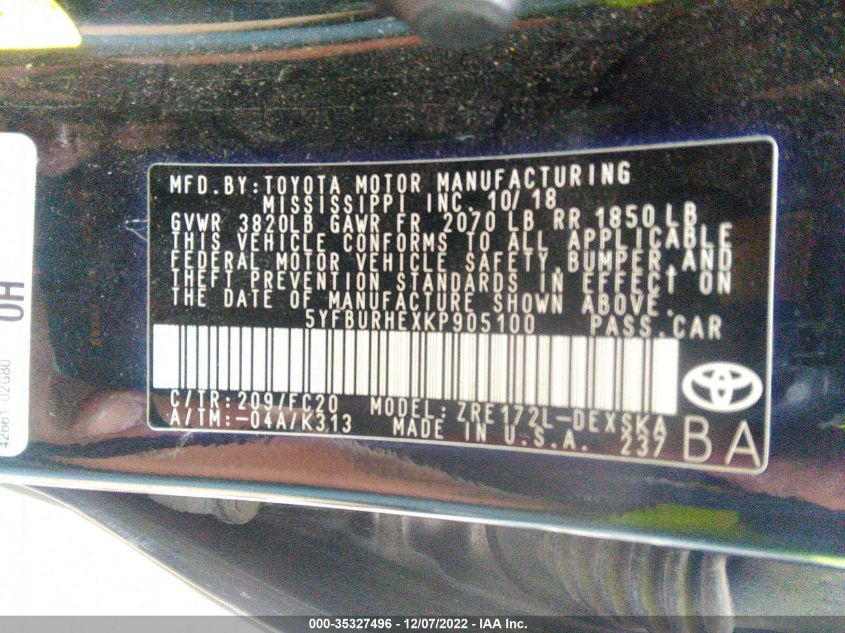 MFD.BY:TOYOTA MOTOR MANUFACTURING
MISSISSIPPI INC. 10/18
GVWR 3820LB GAWR FR 2070 LB RR 1850 LB
THIS VEHICLE CONFORMS TO ALL APPLICABLE
FEDERAL MOTOR VEHICLE SAFETY, BUMPER, AND
THEFT PREVENTION STANDARDS IN EFFECT ON
THE DATE OF MANUFACTURE SHOWN ABOVE.
5YFBURHEXKP905100 PASS.CAR
C/TR: 209/FC20 MODEL: ZRE172L-DEXSKA
A/TM:-04A/K313 MADE IN U.S.A. 237
BA
42661-02G80
0H
000-35327496 - 12/07/2022 - IAA Inc.